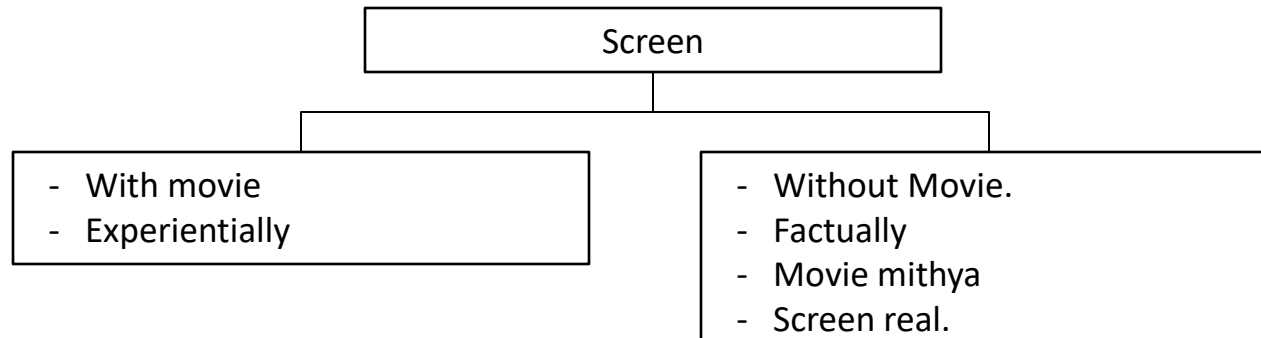 Screen
- With movie
- Experientially
- Without Movie.
- Factually
- Movie mithya
- Screen real.